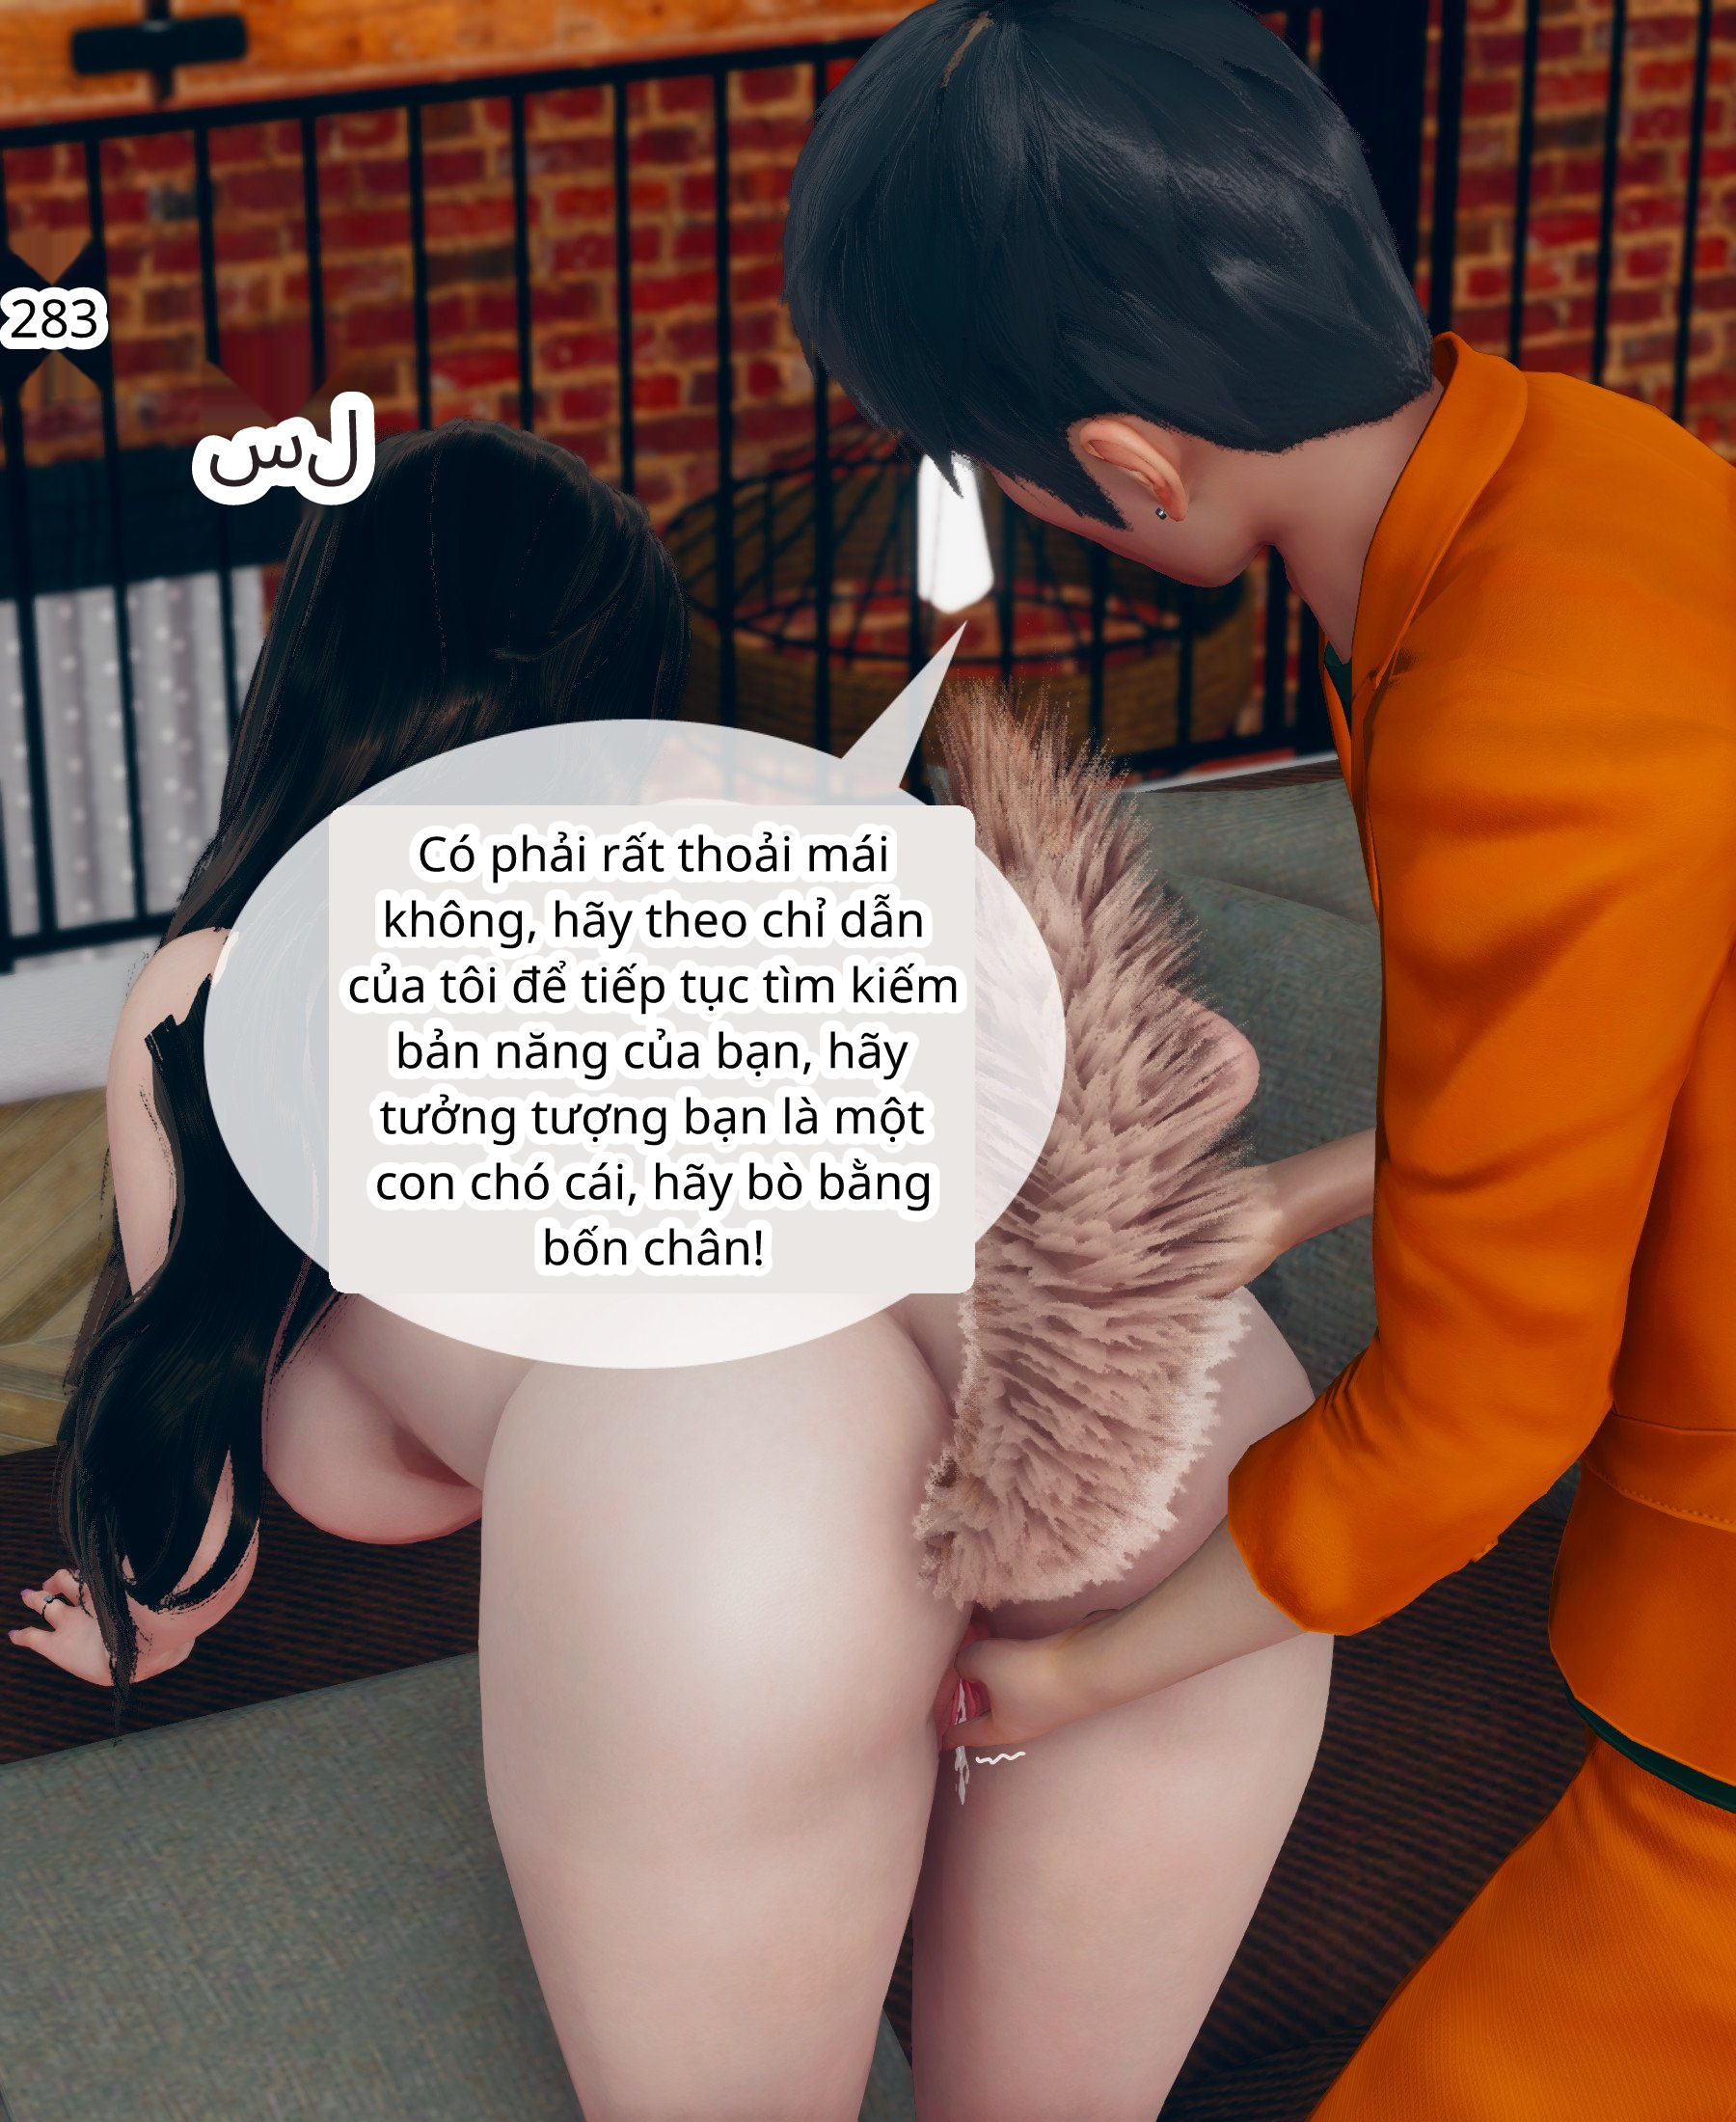 283
لس
Có phải rất thoải mái
không, hãy theo chỉ dẫn
của tôi để tiếp tục tìm kiếm
bản năng của bạn, hãy
tưởng tượng bạn là một
con chó cái, hãy bò bằng
bốn chân!